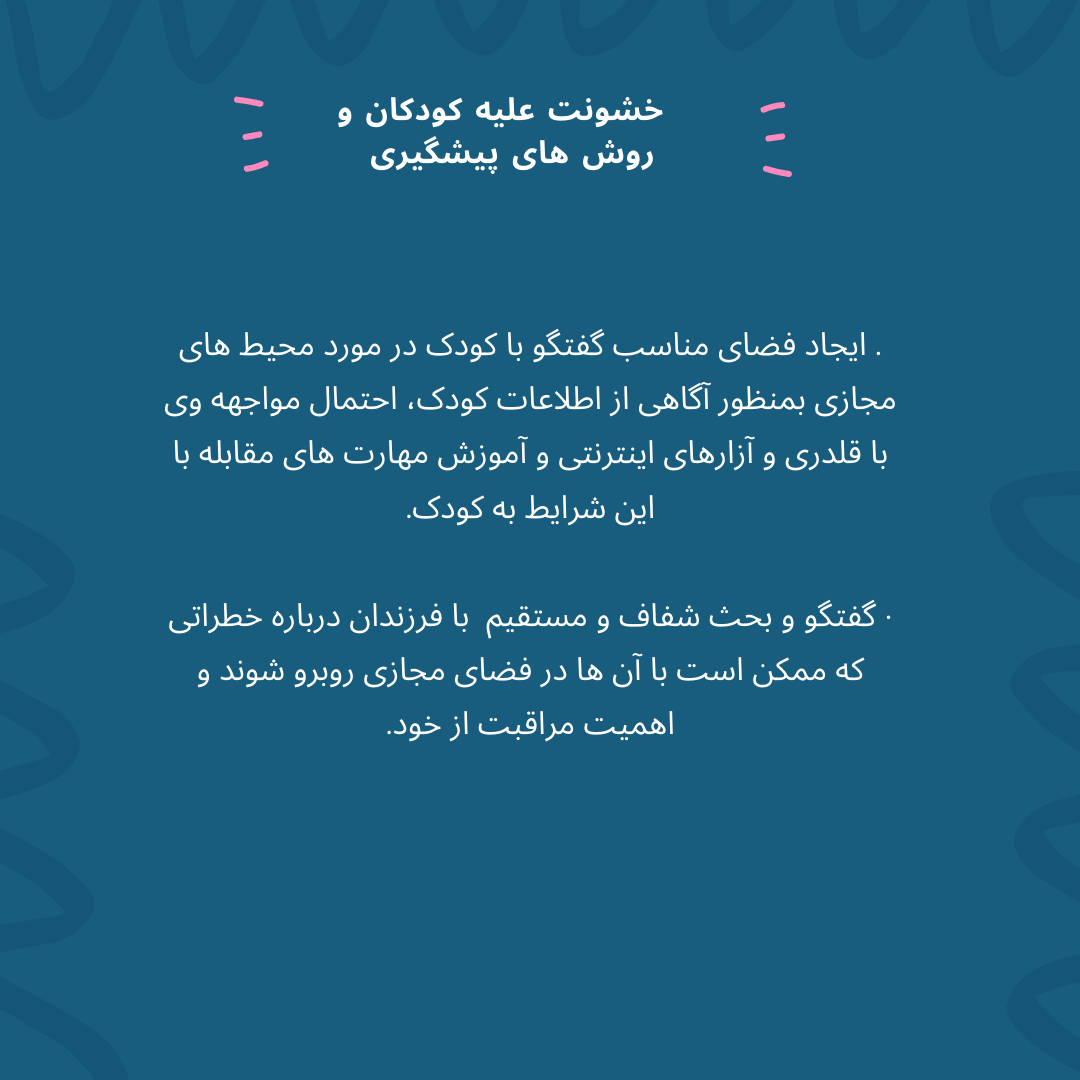 خشونت علیه کودکان و
روش های پیشگیری
. ایجاد فضای مناسب گفتگو با کودک در مورد محیط های
مجازی بمنظور آگاهی از اطلاعات کودک، احتمال مواجهه وی
با قلدری و آزارهای اینترنتی و آموزش مهارت های مقابله با
این شرایط به کودک.
· گفتگو و بحث شفاف و مستقیم با فرزندان درباره خطراتی
که ممکن است با آن ها در فضای مجازی روبرو شوند و
اهمیت مراقبت از خود.